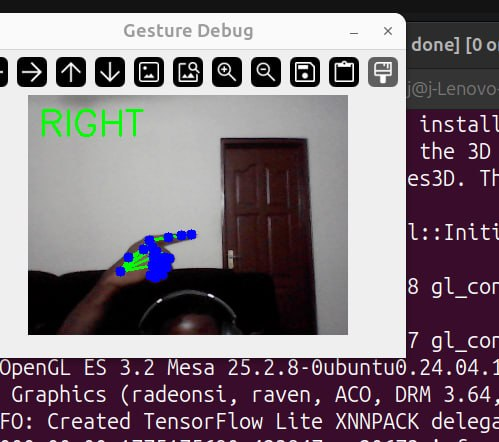 Gesture Debug
done] [0 o
j@j-Lenovo-
RIGHT
install
the 3D
es3D. Th
l::Initi
8 gl_con
7 gl_con
OpenGL ES 3.2 Mesa 25.2.8-0ubuntu0.24.04.1
Graphics (radeonsi, raven, ACO, DRM 3.64,
FO: Created TensorFlow Lite XNNPACK delega